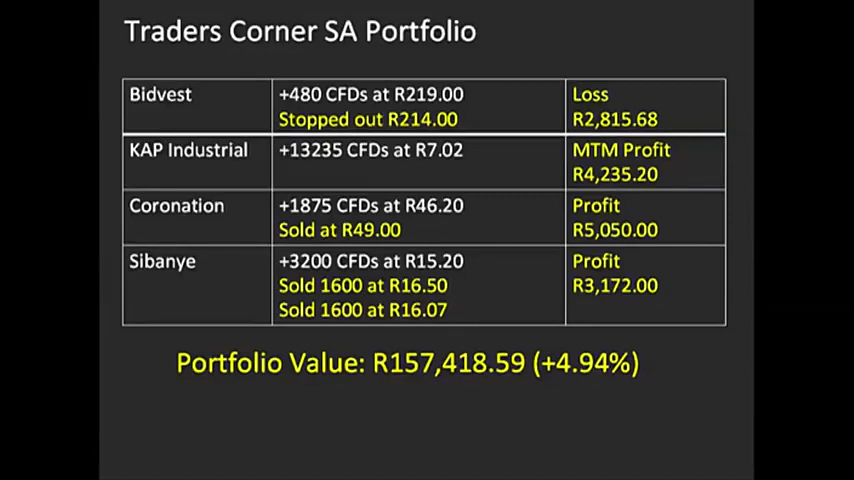 Traders Corner SA Portfolio
Bidvest
+480 CFDs at R219.00
Stopped out R214.00
Loss
R2,815.68
KAP Industrial
+13235 CFDs at R7.02
MTM Profit
R4,235.20
Coronation
+1875 CFDs at R46.20
Sold at R49.00
Profit
R5,050.00
Sibanye
+3200 CFDs at R15.20
Sold 1600 at R16.50
Sold 1600 at R16.07
Profit
R3,172.00
Portfolio Value: R157,418.59 (+4.94%)